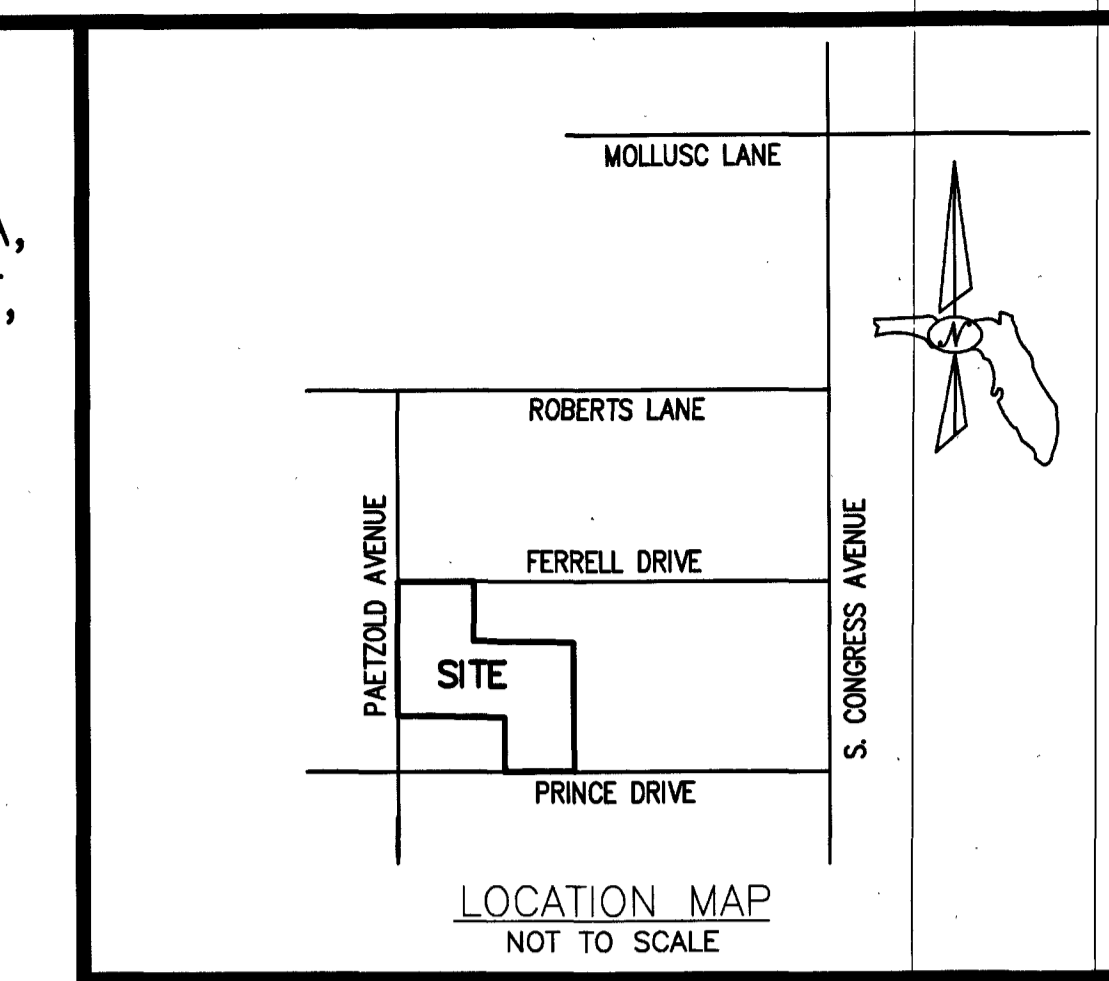 A,
,
MOLLUSC LANE
N
ROBERTS LANE
PAETZOLD AVENUE
FERRELL DRIVE
S. CONGRESS AVENUE
SITE
PRINCE DRIVE
LOCATION MAP
NOT TO SCALE